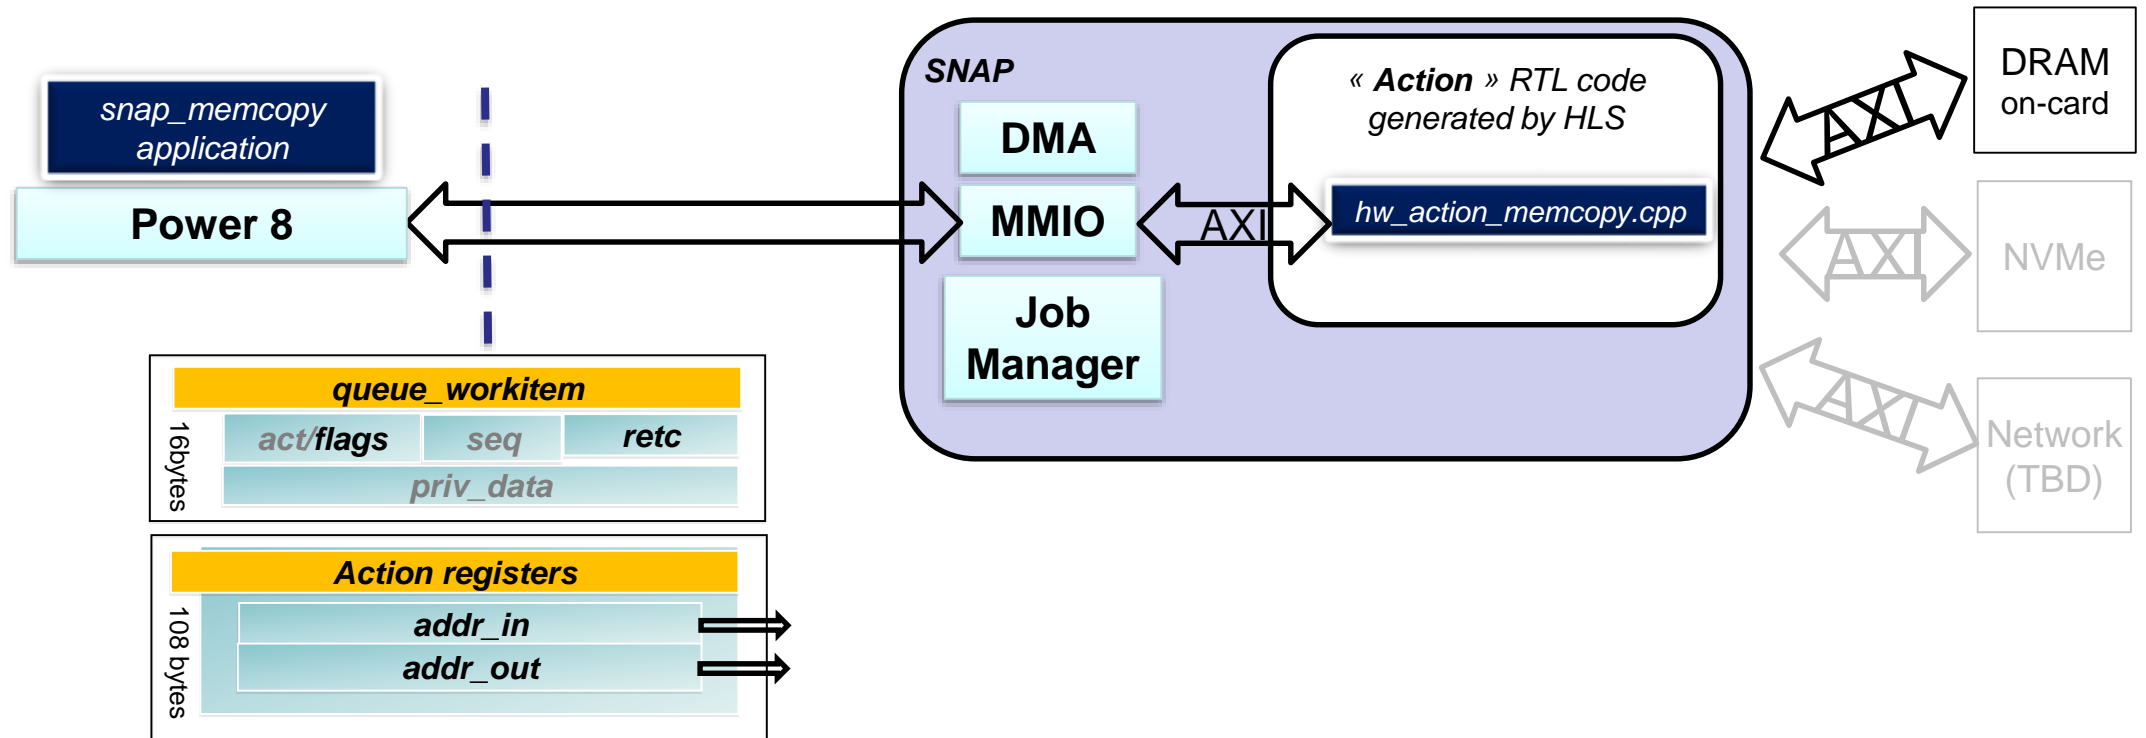 snap_memcopy
application
Power 8
SNAP
DMA
MMIO
Job
Manager
AXI
« Action » RTL code
generated by HLS
hw_action_memcopy.cpp
AXI
DRAM
on-card
AXI
NVMe
AXI
Network
(TBD)
queue_workitem
16bytes
act/flags
seq
retc
priv_data
Action registers
108 bytes
addr_in
addr_out